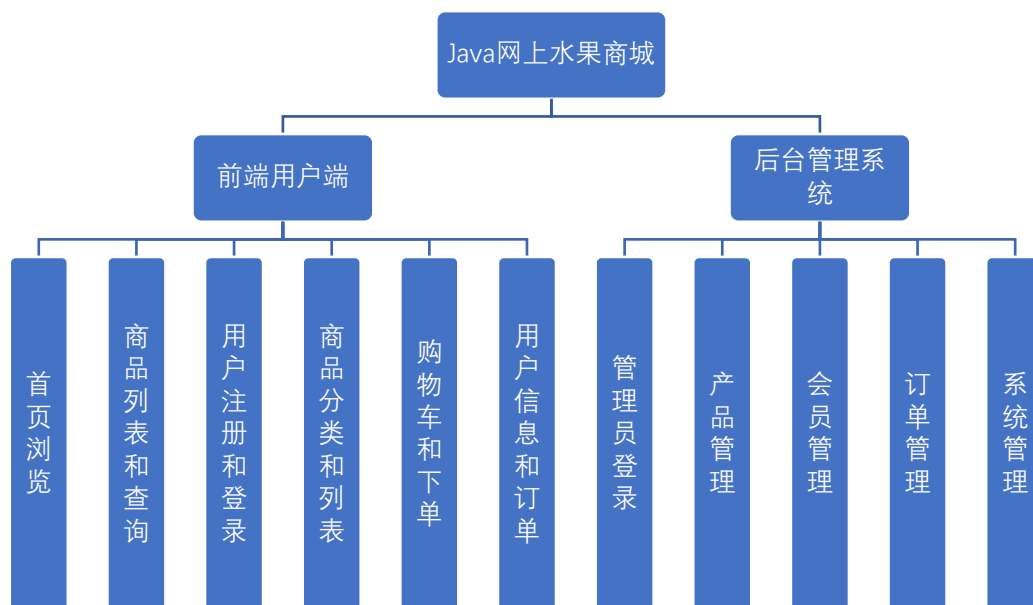 Java网上水果商城
前端用户端
后台管理系
统
首页浏览
商品列表和查询
用户注册和登录
商品分类和列表
购物车和下单
用户信息和订单
管理员登录
产品管理
会员管理
订单管理
系统管理